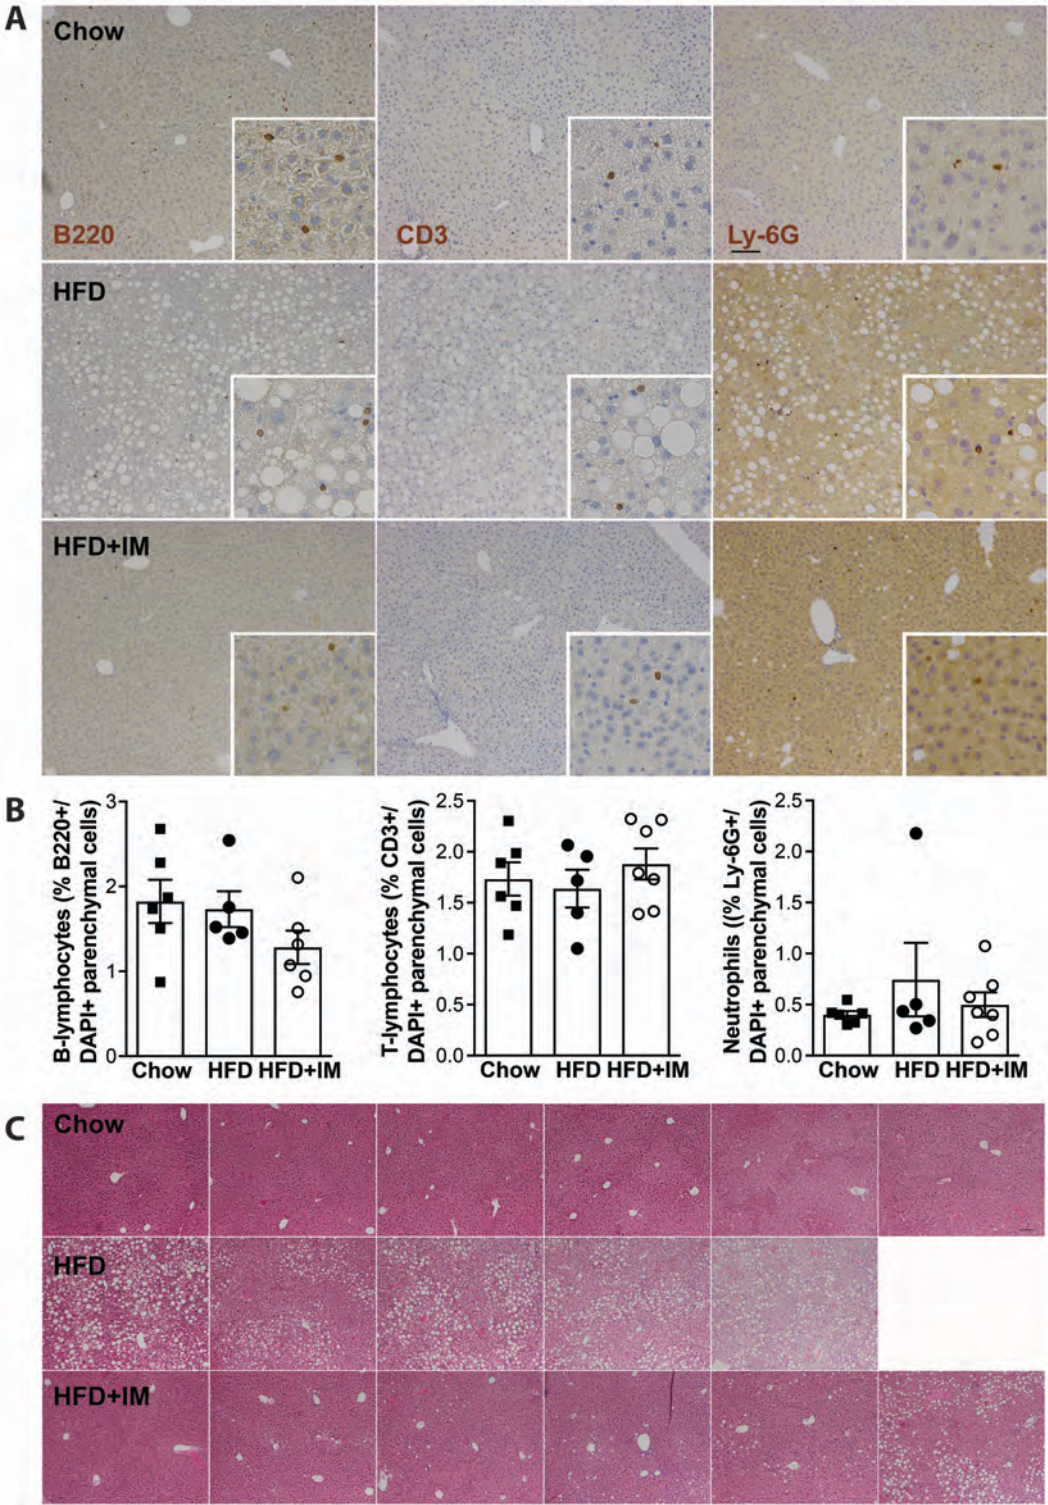 A
Chow
B220
CD3
Ly-6G
HFD
HFD+IM
B
B-lymphocytes (% B220+/
DAPI+ parenchymal cells)
3
2
1
0
Chow HFD HFD+IM
T-lymphocytes (% CD3+/
DAPI+ parenchymal cells)
2.5
2.0
1.5
1.0
0.5
0.0
Chow HFD HFD+IM
Neutrophils ((% Ly-6G+/
DAPI+ parenchymal cells)
2.5
2.0
1.5
1.0
0.5
0.0
Chow HFD HFD+IM
C
Chow
HFD
HFD+IM